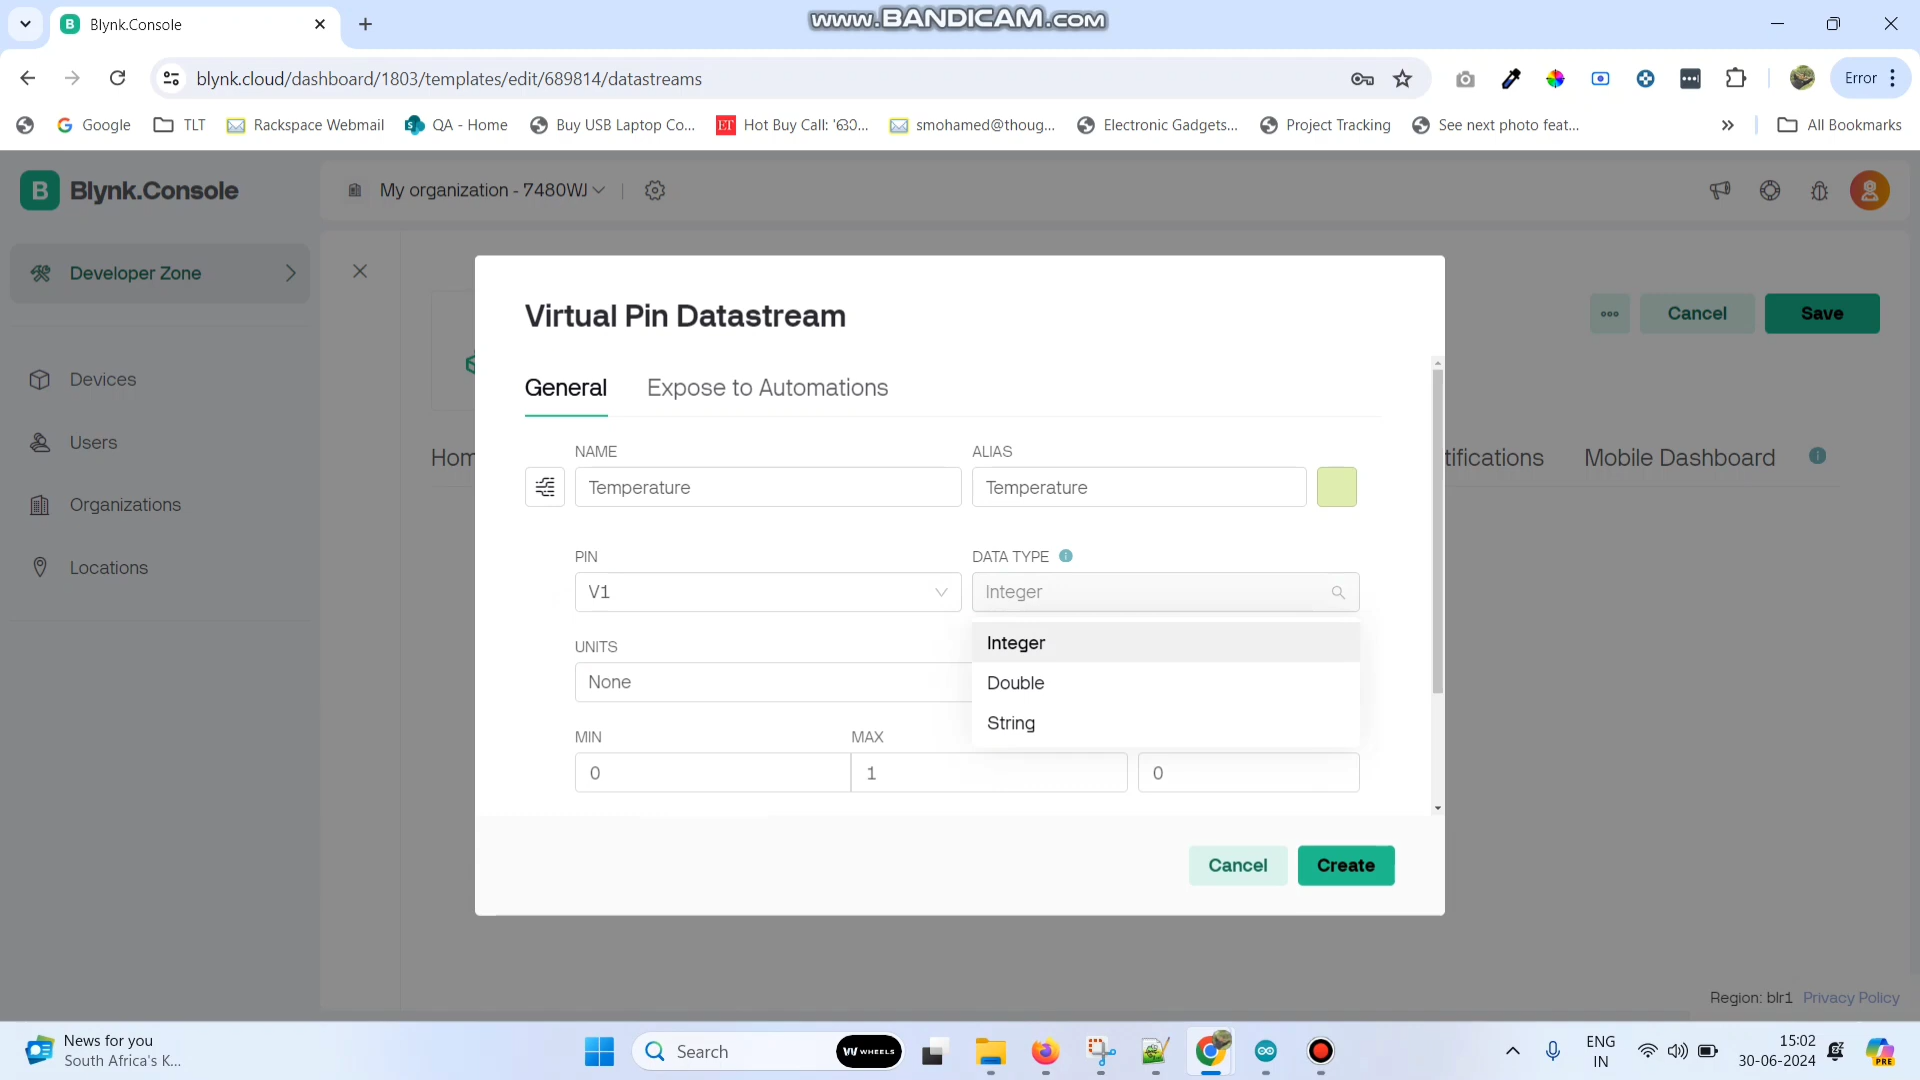 Blynk.Console
www.BANDICAM.com
blynk.cloud/dashboard/1803/templates/edit/689814/datastreams
Error
Google
TLT
Rackspace Webmail
QA - Home
Buy USB Laptop Co...
Hot Buy Call: '630...
smohamed@thoug...
Electronic Gadgets...
Project Tracking
See next photo feat...
All Bookmarks
B Blynk.Console
My organization - 7480WJ
Developer Zone
Devices
Users
Organizations
Locations
Cancel
Save
Hom
tifications
Mobile Dashboard
Virtual Pin Datastream
General
Expose to Automations
NAME
ALIAS
Temperature
Temperature
PIN
DATA TYPE
V1
Integer
Integer
Double
String
UNITS
None
MIN
MAX
0
1
0
Cancel
Create
Region: blr1 Privacy Policy
News for you
South Africa's K...
Search
WHEELS
ENG
IN
15:02
30-06-2024
PRE